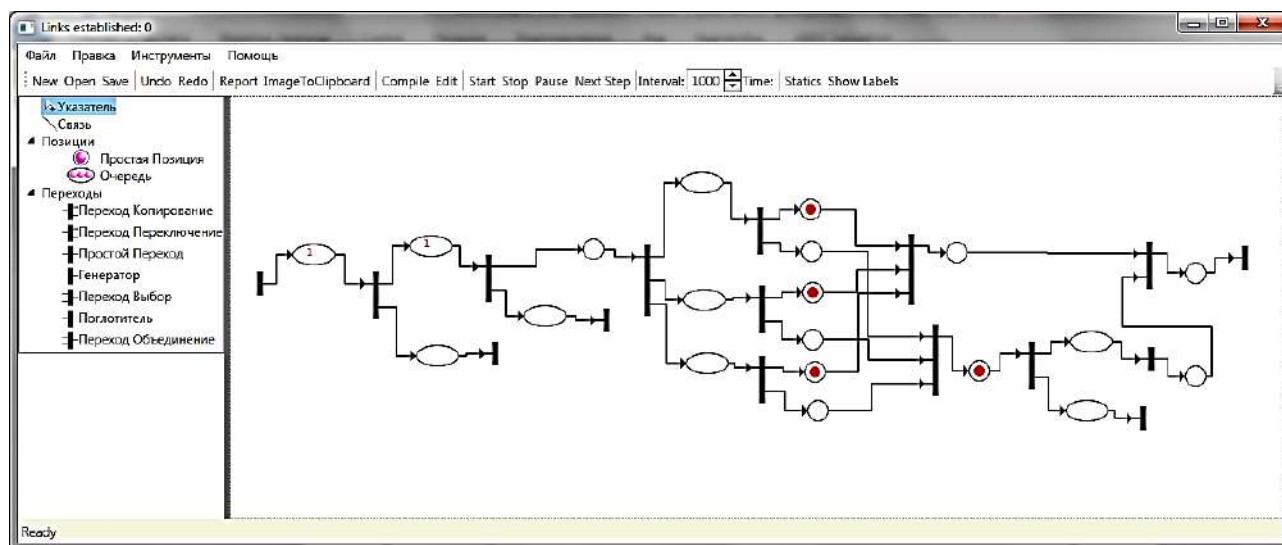 Links established: 0
Файл Правка Инструменты Помощь
New Open Save Undo Redo Report ImageToClipboard Compile Edit Start Stop Pause Next Step Interval: 1000 Time: Statics Show Labels
Указатель
Связь
Позиции
Простая Позиция
Очередь
Переходы
Переход Копирование
Переход Переключение
Простой Переход
Генератор
Переход Выбор
Поглотитель
Переход Объединение
1
1
Ready